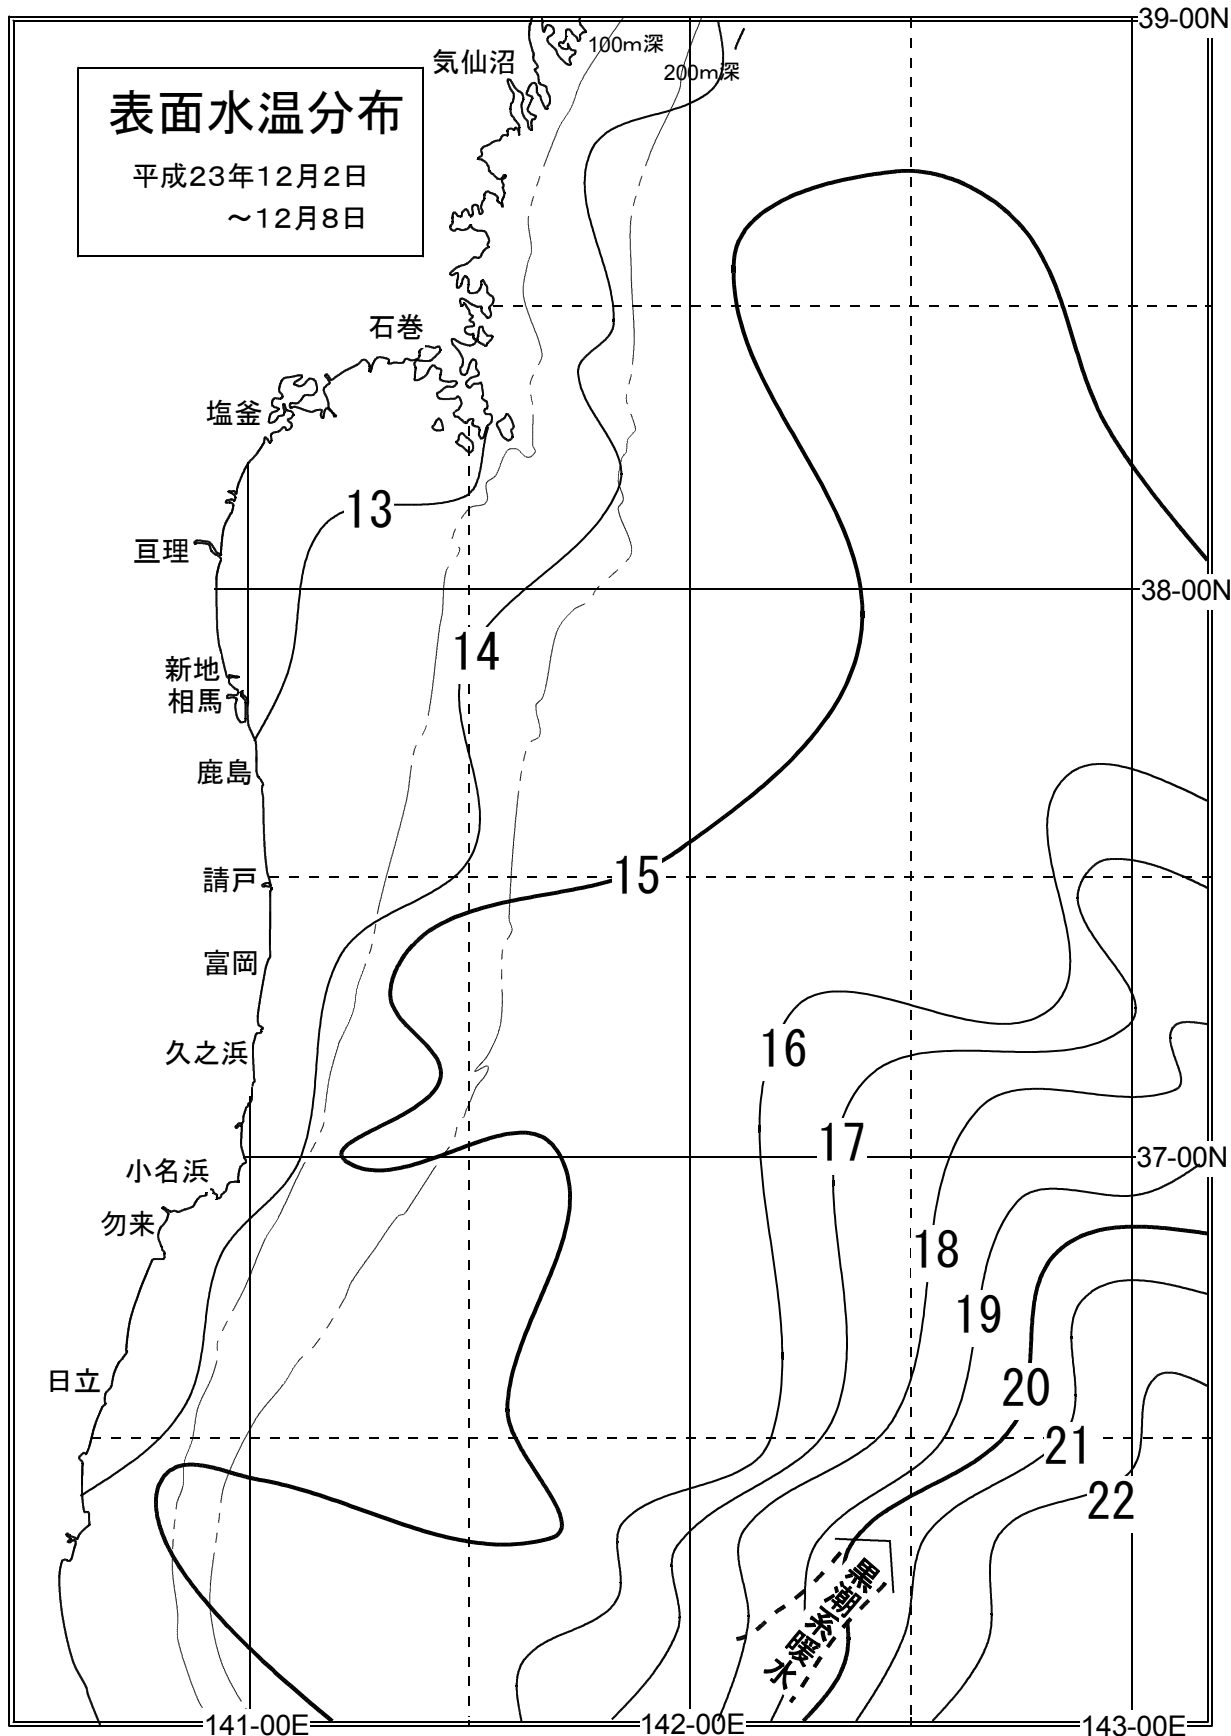 39-00N
100m深
気仙沼
200m深
表面水温分布
平成23年12月2日
～12月8日
石巻
塩釜
13
亘理
38-00N
14
新地
相馬
鹿島
15
請戸
富岡
16
久之浜
17
37-00N
小名浜
勿来
18
19
日立
20
21
22
黒潮系暖水
141-00E
142-00E
143-00E